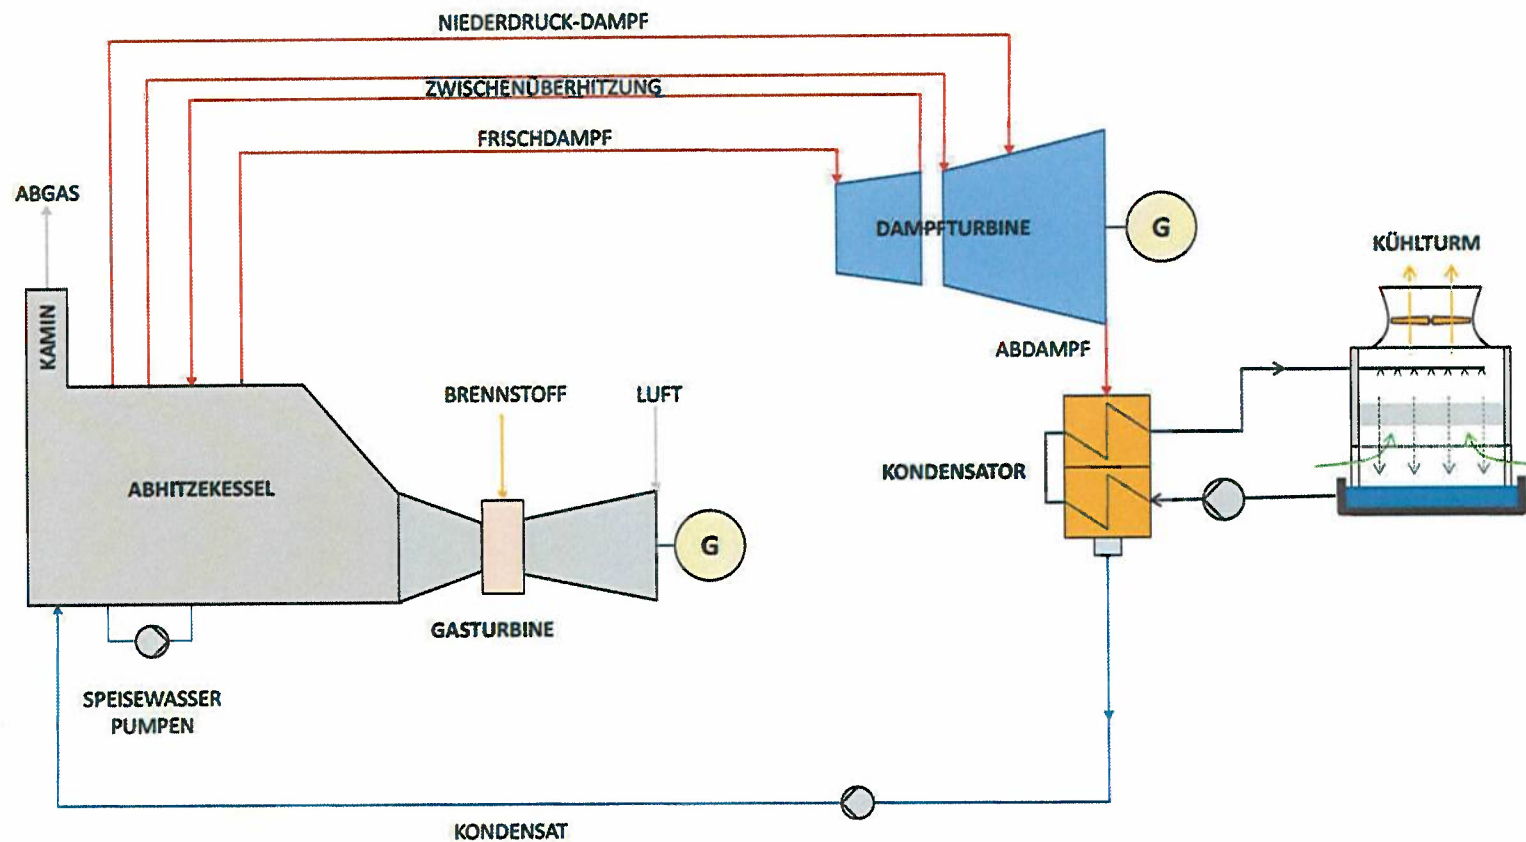 NIEDERDRUCK-DAMPF
ZWISCHENÜBERHITZUNG
FRISCHDAMPF
ABGAS
KAMIN
DAMPFTURBINE
G
KÜHLTURM
ABDAMPF
BRENNSTOFF
LUFT
ABHITZEKESSEL
KONDENSATOR
G
GASTURBINE
SPEISEWASSER
PUMPEN
KONDENSAT